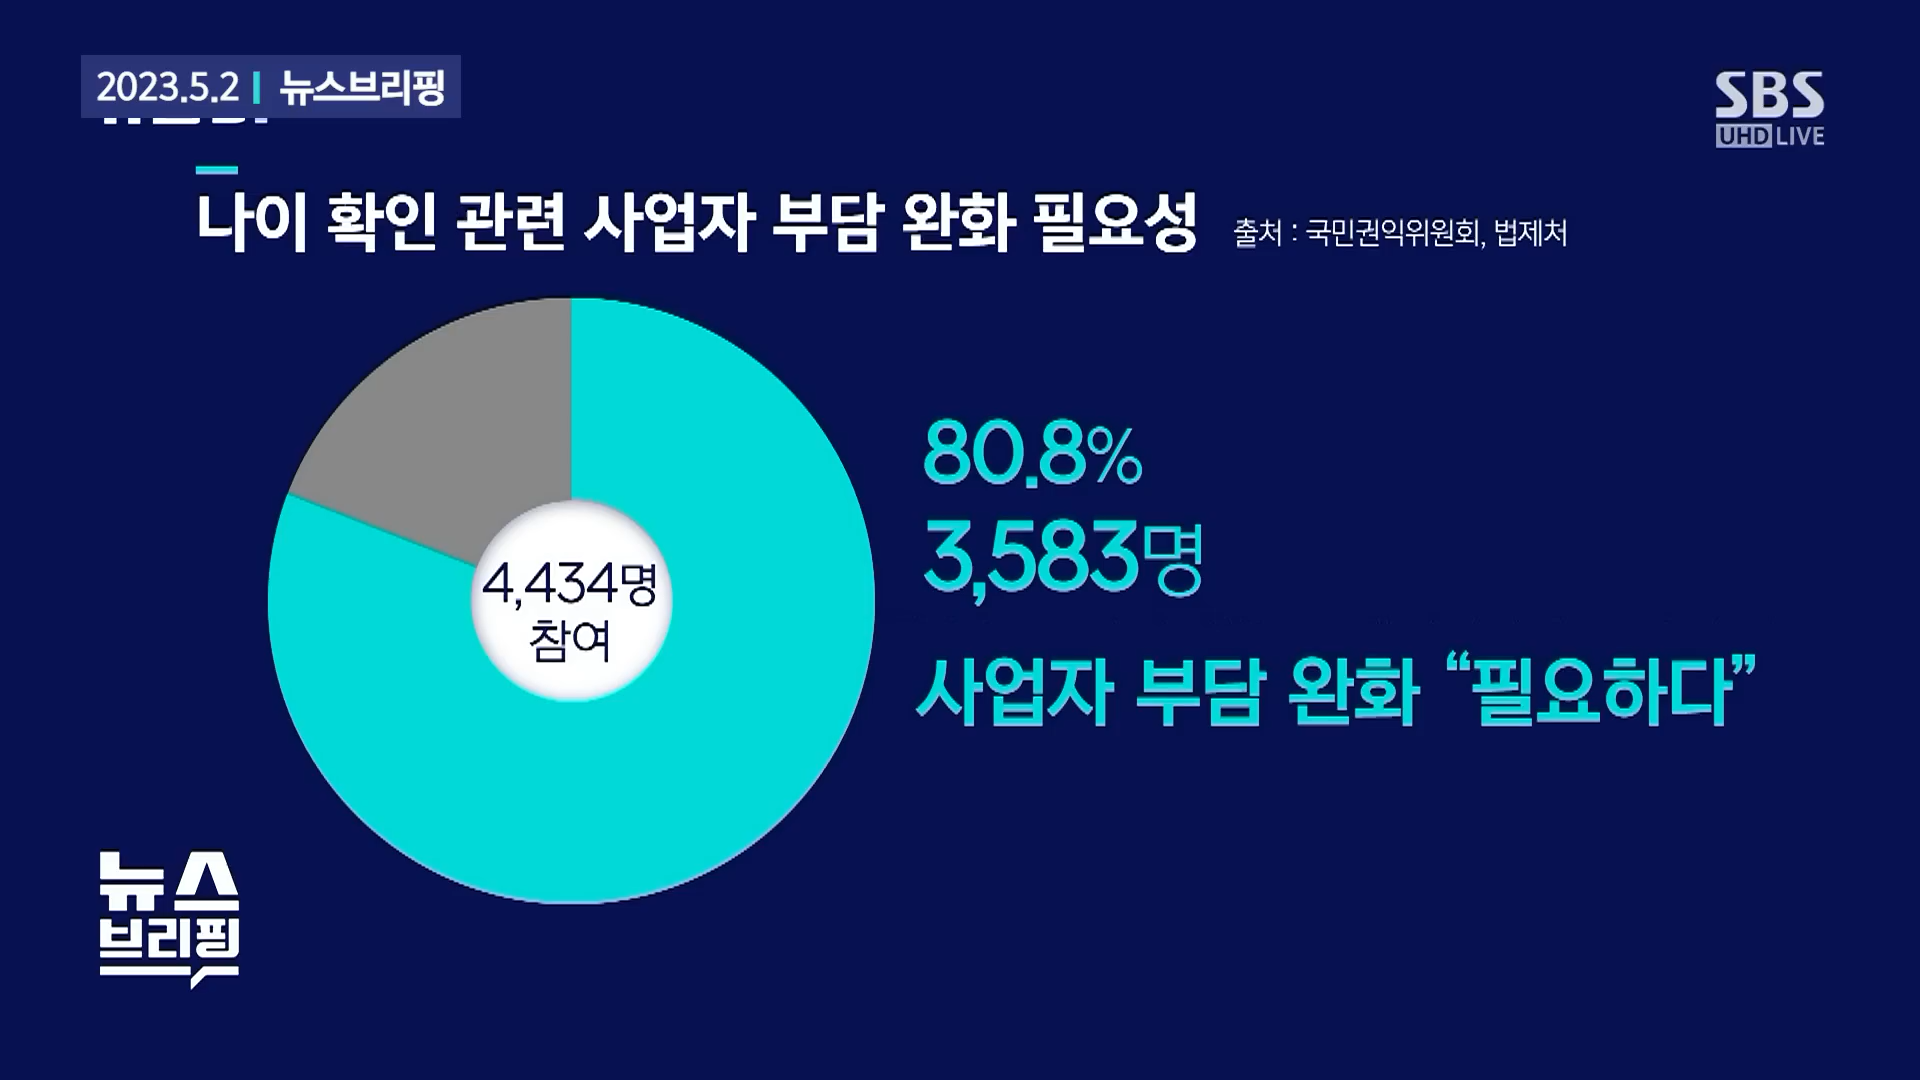 2023.5.2 | 뉴스브리핑
SBS
UHD LIVE
나이 확인 관련 사업자 부담 완화 필요성 출처 : 국민권익위원회, 법제처
80.8%
3,583명
4,434명
참여
사업자 부담 완화 “필요하다”
뉴스
브리핑